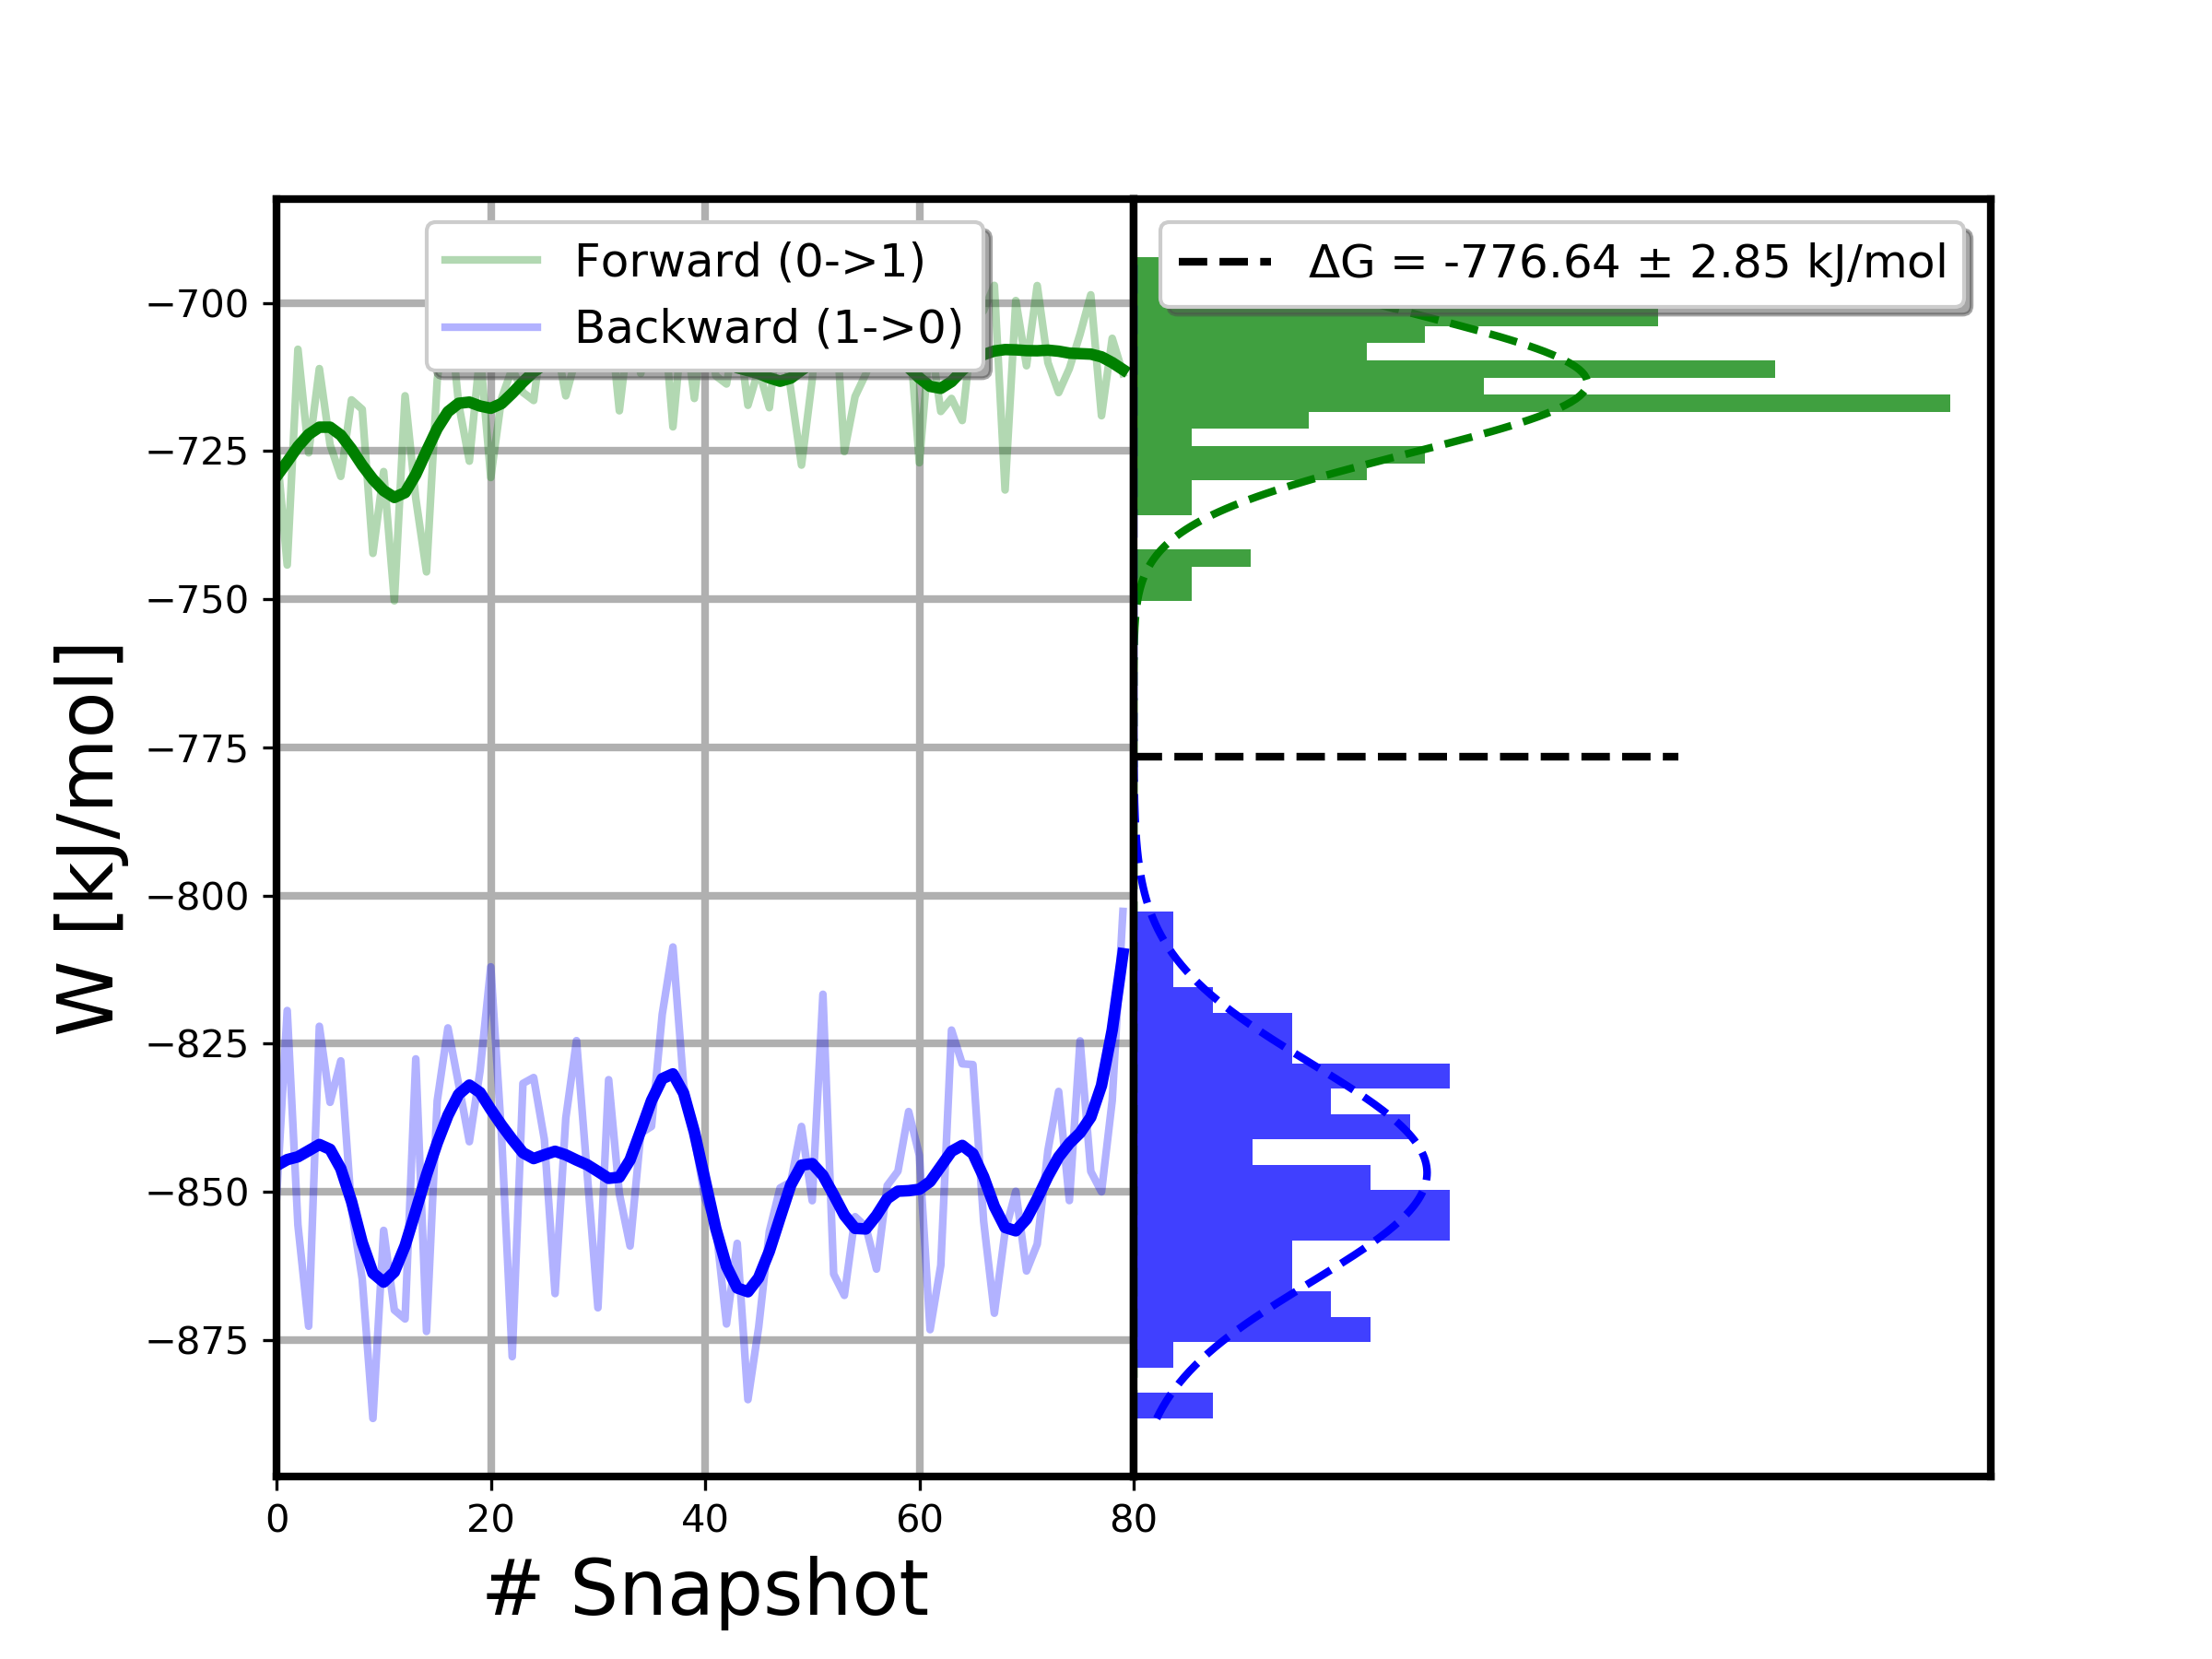 Forward (0->1)
Backward (1->0)
ΔG = -776.64 ± 2.85 kJ/mol
−700
−725
−750
−775
−800
−825
−850
−875
W [kJ/mol]
0 20 40 60 80
# Snapshot